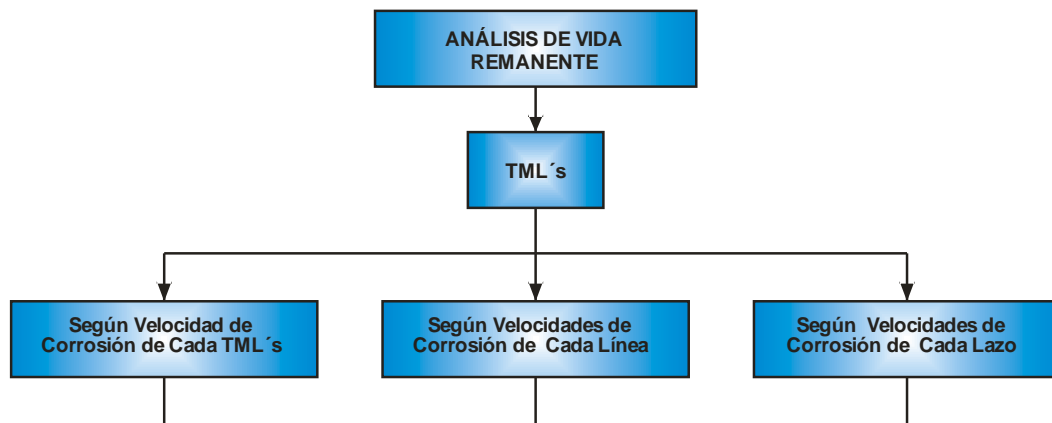 ANÁLISIS DE VIDA
REMANENTE
TML´s
Según Velocidad de
Corrosión de Cada TML´s
Según Velocidades de
Corrosión de Cada Línea
Según Velocidades de
Corrosión de Cada Lazo